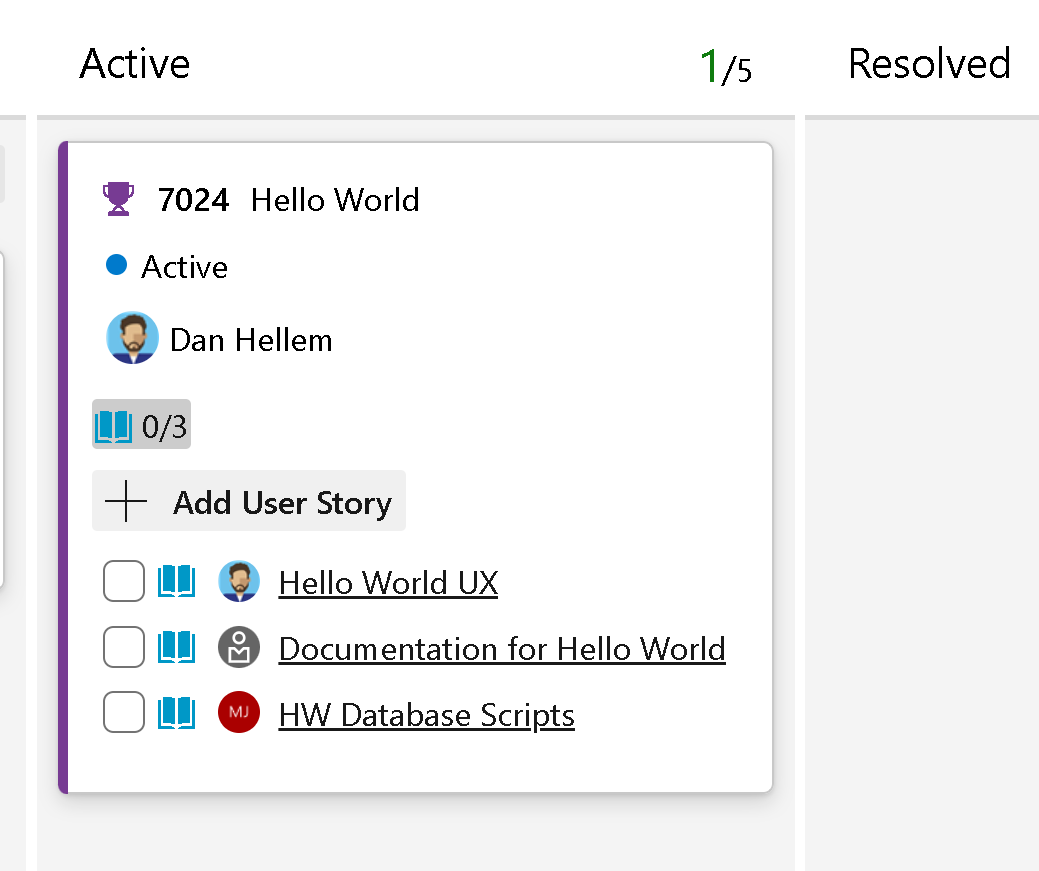 Active 1/5 Resolved
7024 Hello World
Active
Dan Hellem
0/3
Add User Story
Hello World UX
Documentation for Hello World
MJ HW Database Scripts